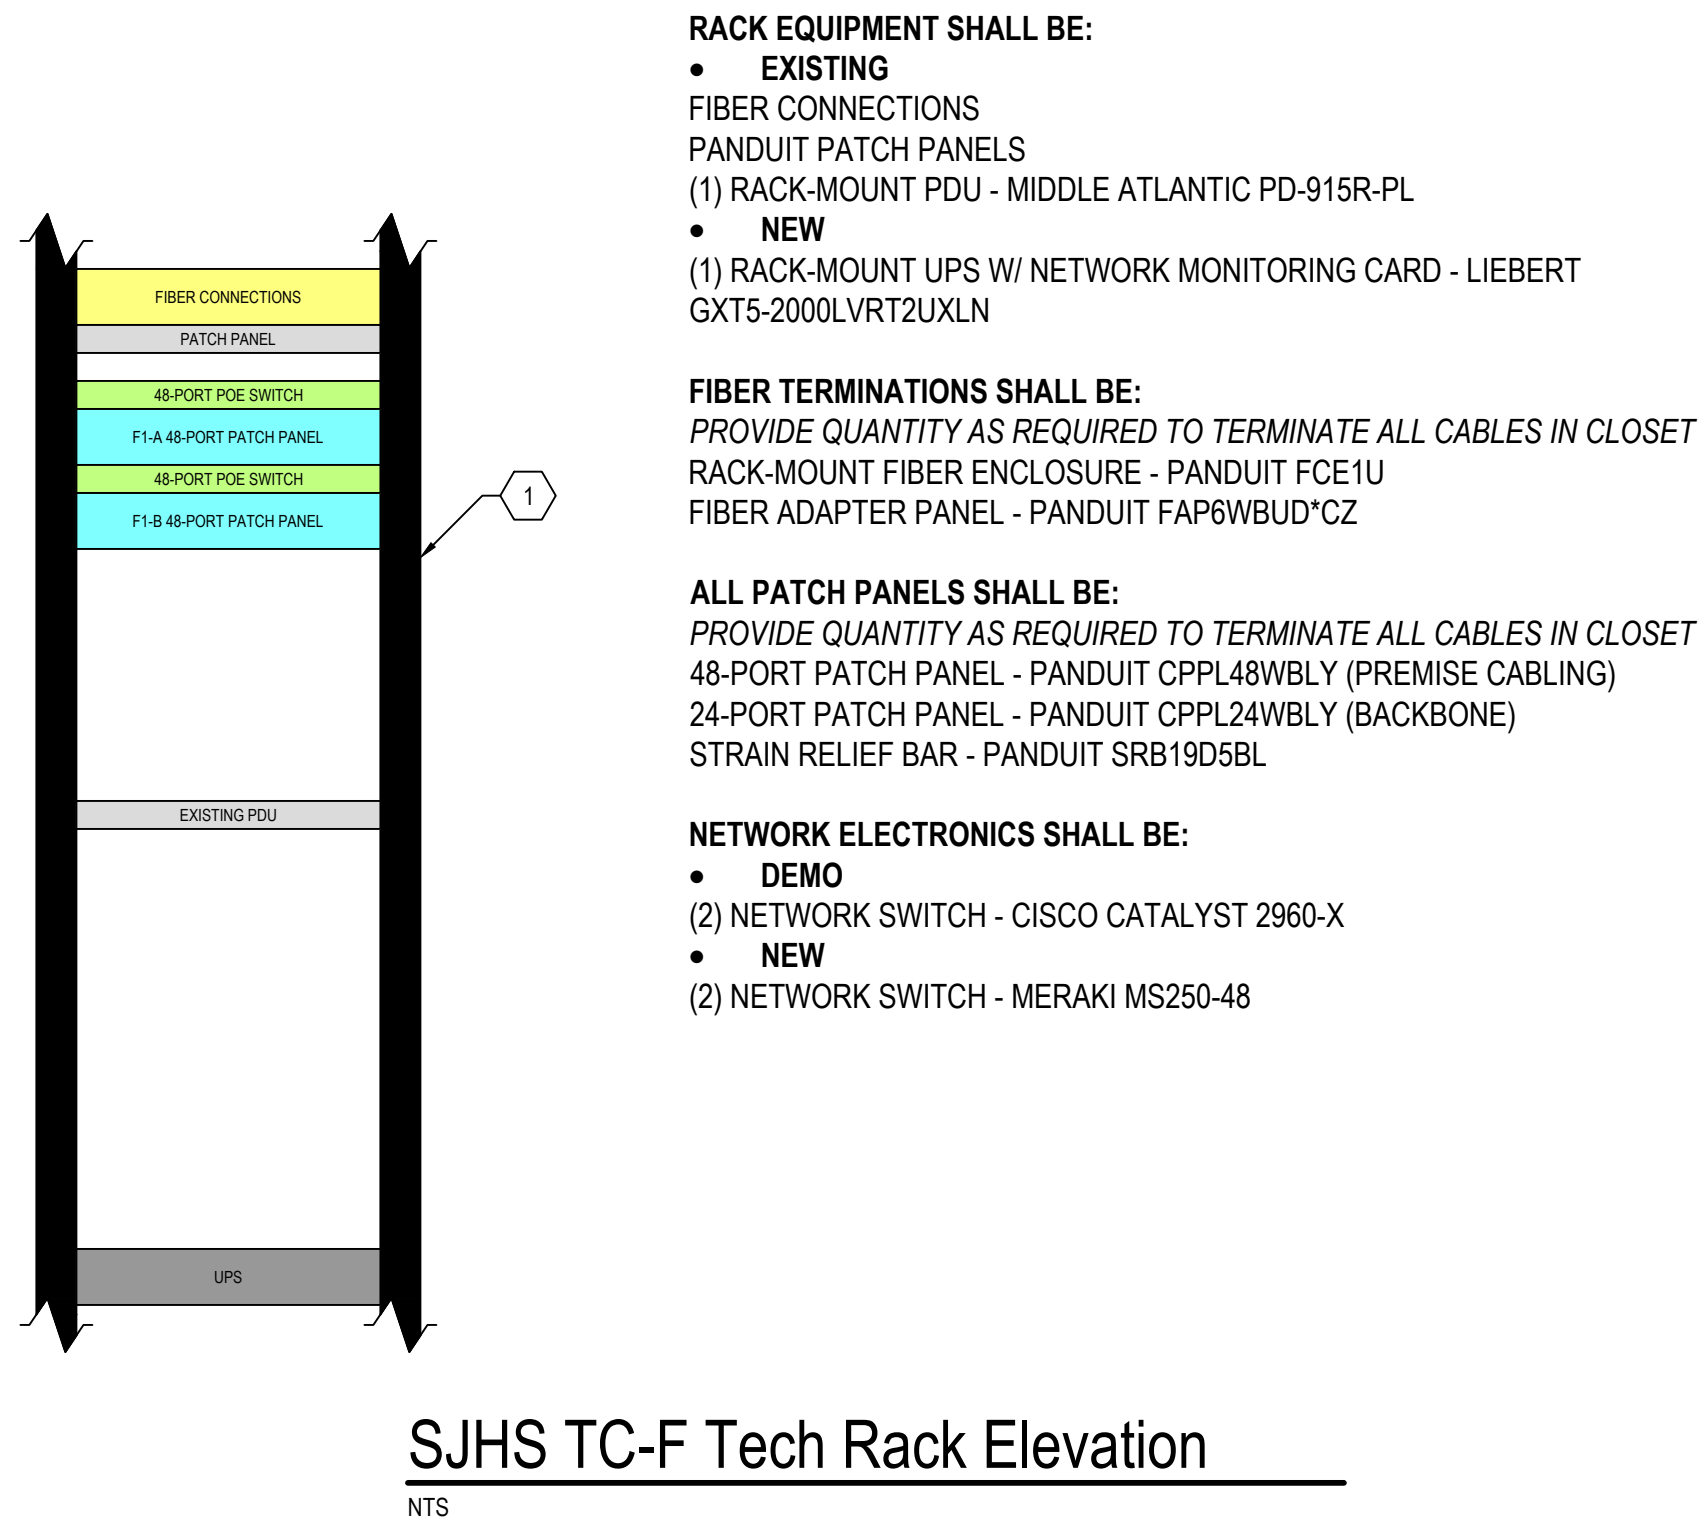 RACK EQUIPMENT SHALL BE:
• EXISTING
FIBER CONNECTIONS
PANDUIT PATCH PANELS
(1) RACK-MOUNT PDU - MIDDLE ATLANTIC PD-915R-PL
• NEW
(1) RACK-MOUNT UPS W/ NETWORK MONITORING CARD - LIEBERT
GXT5-2000LVRT2UXLN
FIBER TERMINATIONS SHALL BE:
PROVIDE QUANTITY AS REQUIRED TO TERMINATE ALL CABLES IN CLOSET
RACK-MOUNT FIBER ENCLOSURE - PANDUIT FCE1U
FIBER ADAPTER PANEL - PANDUIT FAP6WBUD*CZ
ALL PATCH PANELS SHALL BE:
PROVIDE QUANTITY AS REQUIRED TO TERMINATE ALL CABLES IN CLOSET
48-PORT PATCH PANEL - PANDUIT CPPL48WBLY (PREMISE CABLING)
24-PORT PATCH PANEL - PANDUIT CPPL24WBLY (BACKBONE)
STRAIN RELIEF BAR - PANDUIT SRB19D5BL
NETWORK ELECTRONICS SHALL BE:
• DEMO
(2) NETWORK SWITCH - CISCO CATALYST 2960-X
• NEW
(2) NETWORK SWITCH - MERAKI MS250-48
FIBER CONNECTIONS
PATCH PANEL
48-PORT POE SWITCH
F1-A 48-PORT PATCH PANEL
48-PORT POE SWITCH
F1-B 48-PORT PATCH PANEL
1
EXISTING PDU
UPS
SJHS TC-F Tech Rack Elevation
NTS